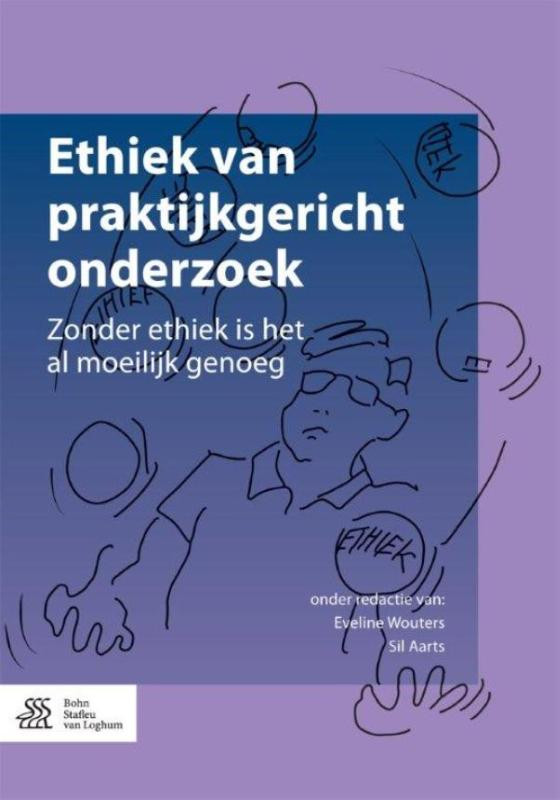 Ethiek van
praktijkgericht
onderzoek
Zonder ethiek is het
al moeilijk genoeg
ETHIEK
onder redactie van:
Eveline Wouters
Sil Aarts
Bohn
Stafleu
van Loghum